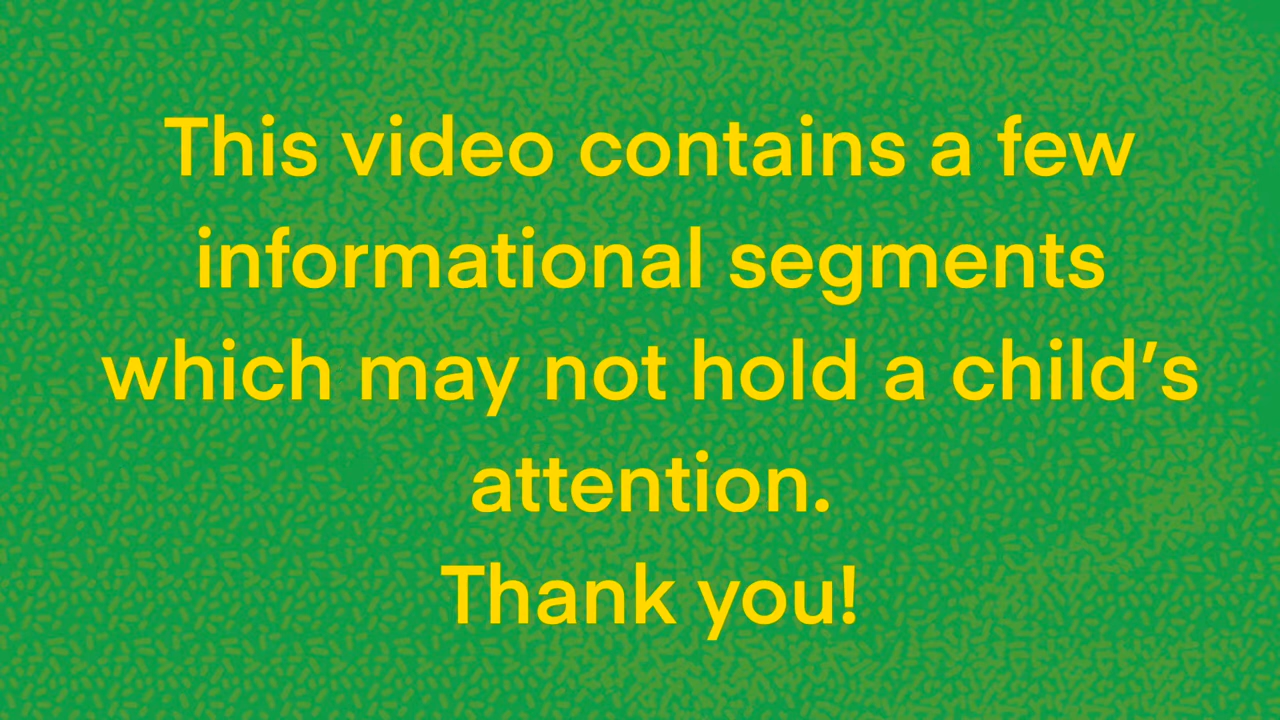 This video contains a few
informational segments
which may not hold a child’s
attention.
Thank you!